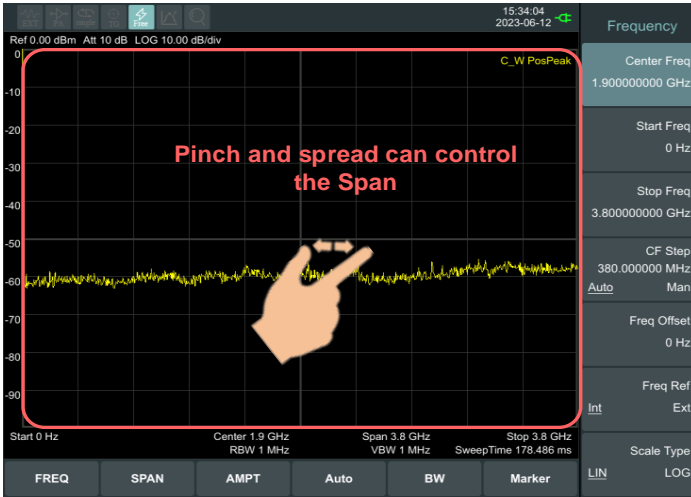 15:34:04
EXT PA Single TG Free
2023-06-12
Ref 0.00 dBm Att 10 dB LOG 10.00 dB/div
C_W PosPeak
0
-10
-20
-30
-40
-50
-60
-70
-80
-90
Pinch and spread can control
the Span
Start 0 Hz Center 1.9 GHz Span 3.8 GHz Stop 3.8 GHz
RBW 1 MHz VBW 1 MHz SweepTime 178.486 ms
FREQ SPAN AMPT Auto BW Marker
Frequency
Center Freq
1.900000000 GHz
Start Freq
0 Hz
Stop Freq
3.800000000 GHz
CF Step
380.000000 MHz
Auto Man
Freq Offset
0 Hz
Freq Ref
Int Ext
Scale Type
LIN LOG